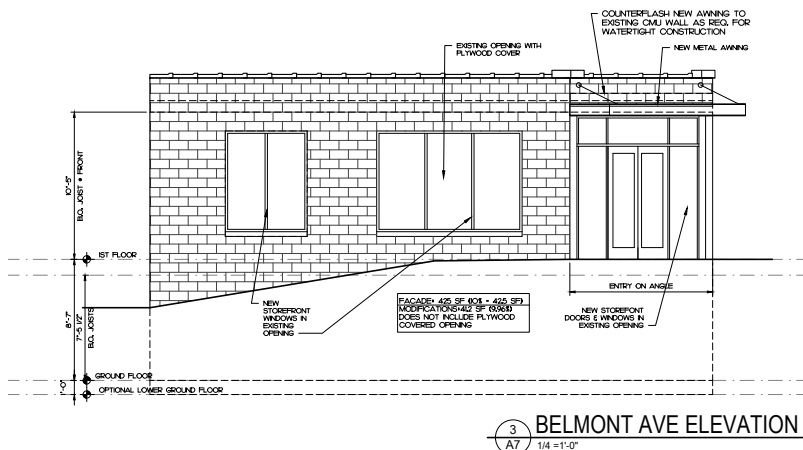 COUNTERFLASH NEW AWNING TO
EXISTING CMU WALL AS REQ. FOR
WATERTIGHT CONSTRUCTION
EXISTING OPENING WITH
PLYWOOD COVER
NEW METAL AWNING
10'-5"
B.O. JOIST @ FRONT
1ST FLOOR
8'-7"
7'-5 1/2"
B.O. JOISTS
NEW
STOREFRONT
WINDOWS IN
EXISTING
OPENING
FACADE: 425 SF (10% = 42.5 SF)
MODIFICATIONS:41.2 SF (9.96%)
DOES NOT INCLUDE PLYWOOD
COVERED OPENING
ENTRY ON ANGLE
NEW STOREFONT
DOORS & WINDOWS IN
EXISTING OPENING
GROUND FLOOR
1'-0"
OPTIONAL LOWER GROUND FLOOR
3
A7
BELMONT AVE ELEVATION
1/4 =1'-0"